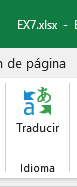 EX7.xlsx -
n de página
Traducir
Idioma